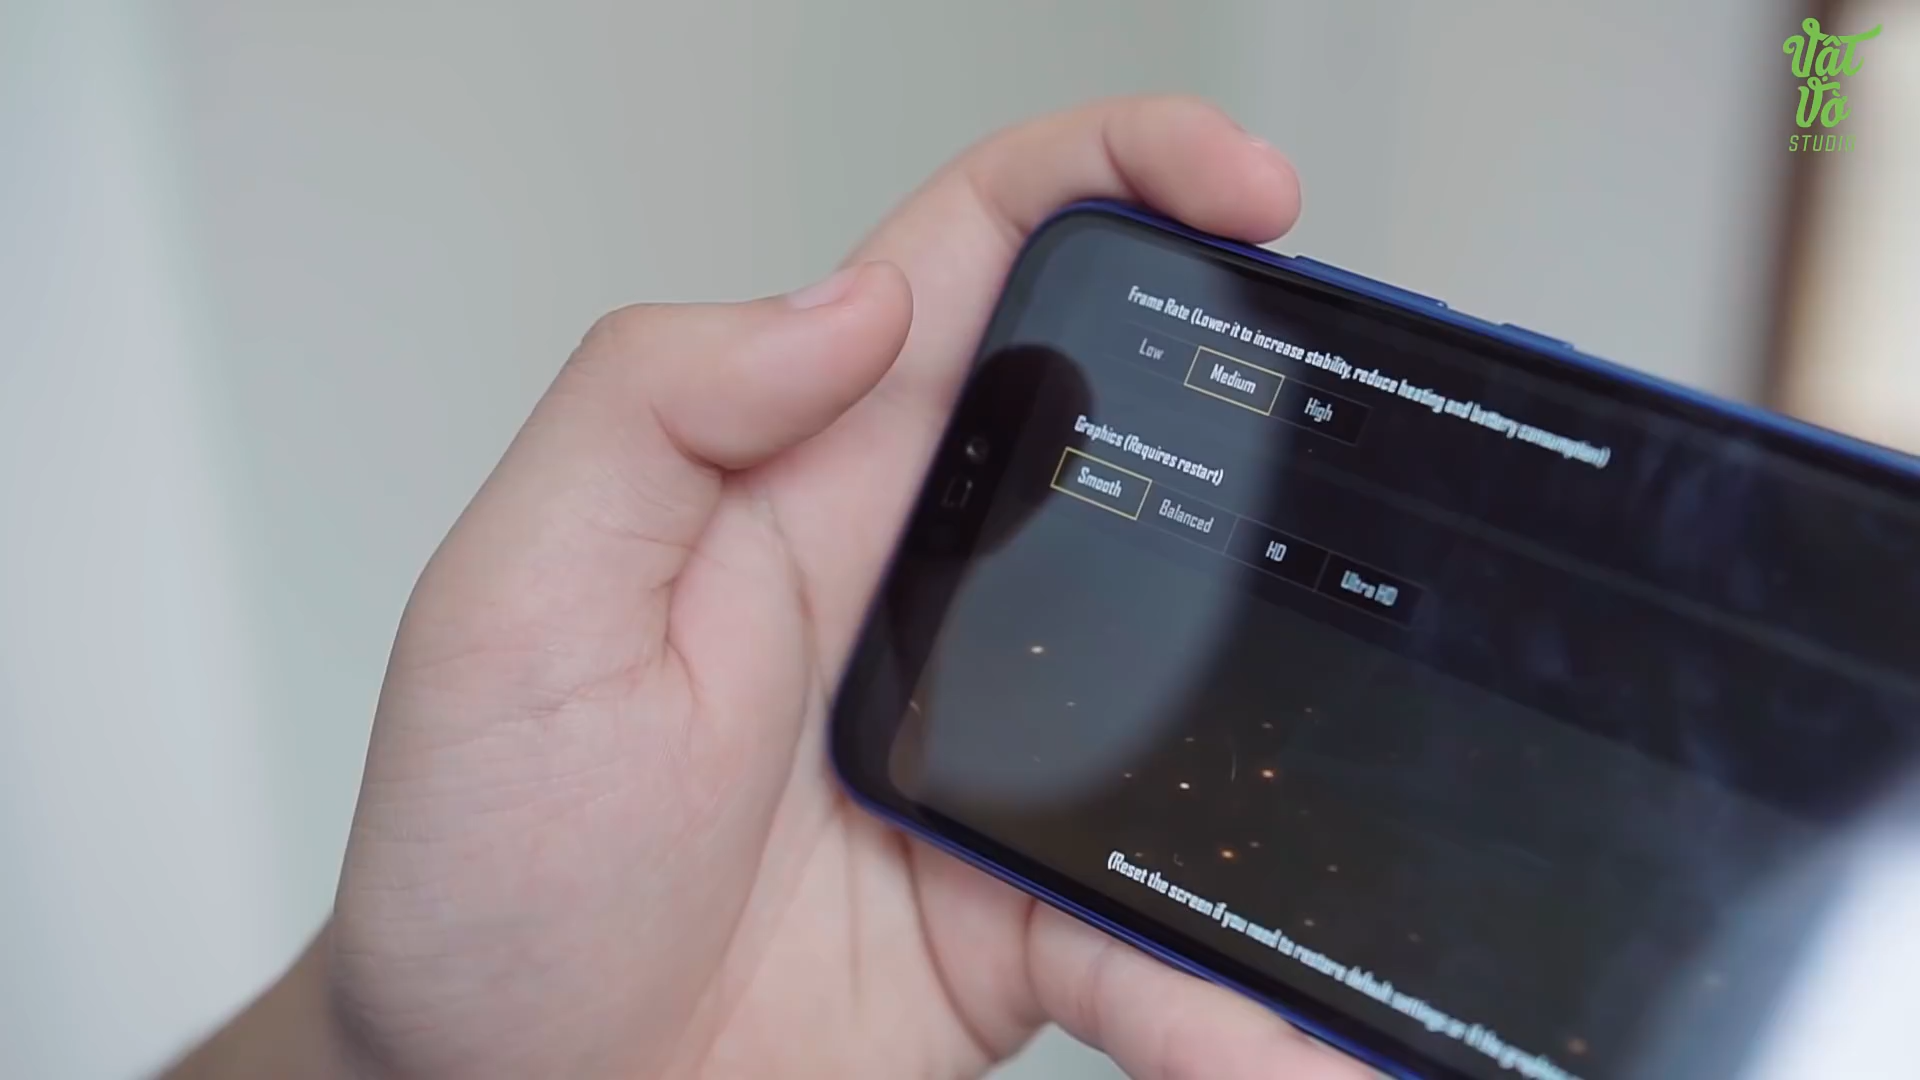 Vật
Vờ
STUDIO
Frame Rate (Lower it to increase stability, reduce heating and battery consumption)
Low
Medium
High
Graphics (Requires restart)
Smooth
Balanced
HD
Ultra HD
(Reset the screen if you need to restore default settings or if the graphics